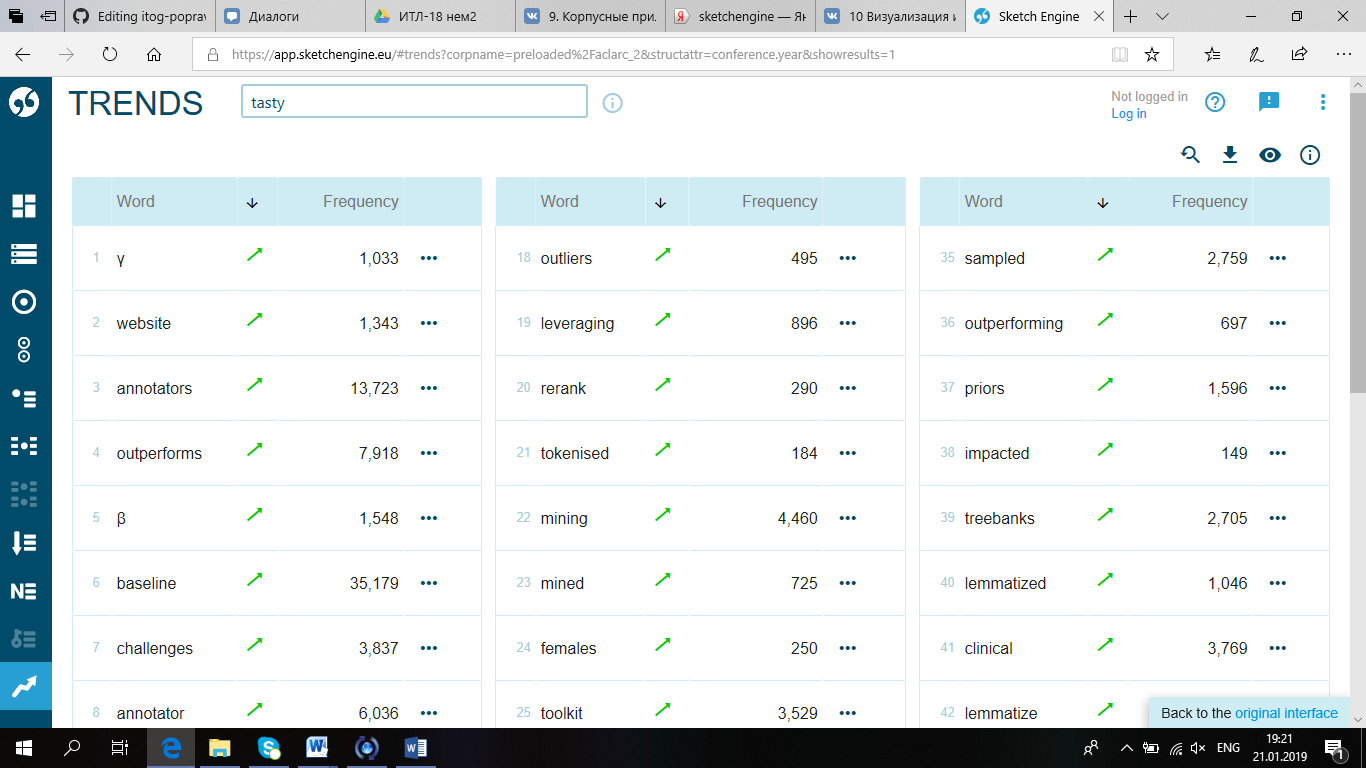 Editing itog-poprav
Диалоги
ИТЛ-18 нем2
9. Корпусные при.
sketchengine — Ян
10 Визуализация и
Sketch Engine
https://app.sketchengine.eu/#trends?corpname=preloaded%2Faclarc_2&structattr=conference.year&showresults=1
TRENDS
tasty
Not logged in
Log in
Word Frequency Word Frequency Word Frequency
1 γ 1,033 18 outliers 495 35 sampled 2,759
2 website 1,343 19 leveraging 896 36 outperforming 697
3 annotators 13,723 20 rerank 290 37 priors 1,596
4 outperforms 7,918 21 tokenised 184 38 impacted 149
5 β 1,548 22 mining 4,460 39 treebanks 2,705
6 baseline 35,179 23 mined 725 40 lemmatized 1,046
7 challenges 3,837 24 females 250 41 clinical 3,769
8 annotator 6,036 25 toolkit 3,529 42 lemmatize
Back to the original interface
ENG
19:21
21.01.2019
1